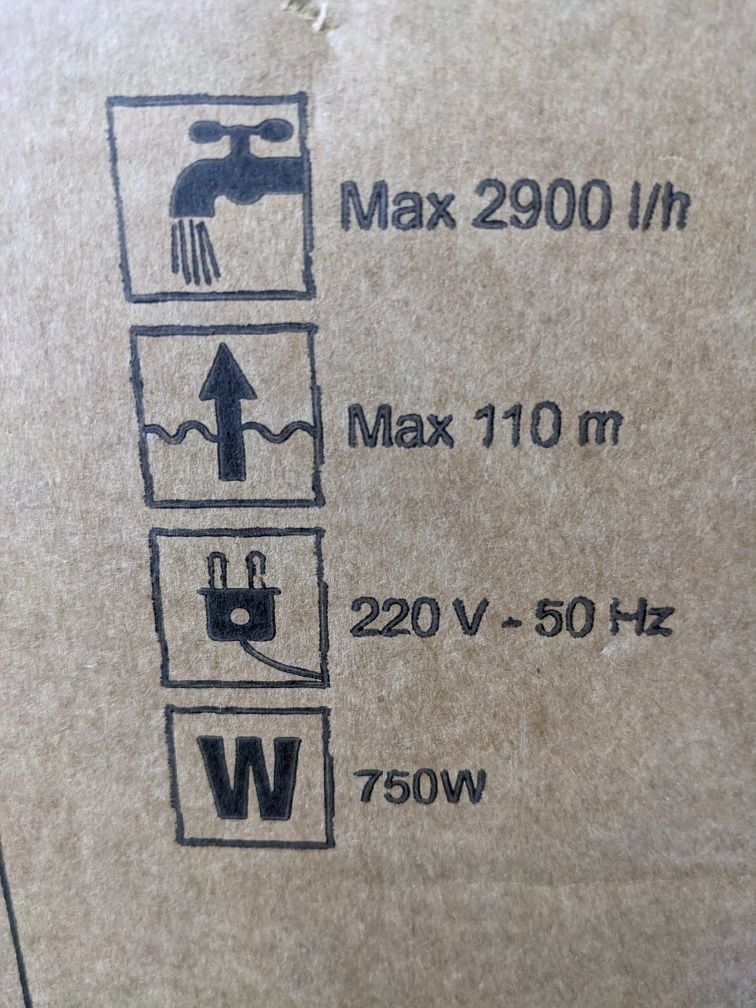 Max 2900 l/h
Max 110 m
220 V - 50 Hz
W 750W